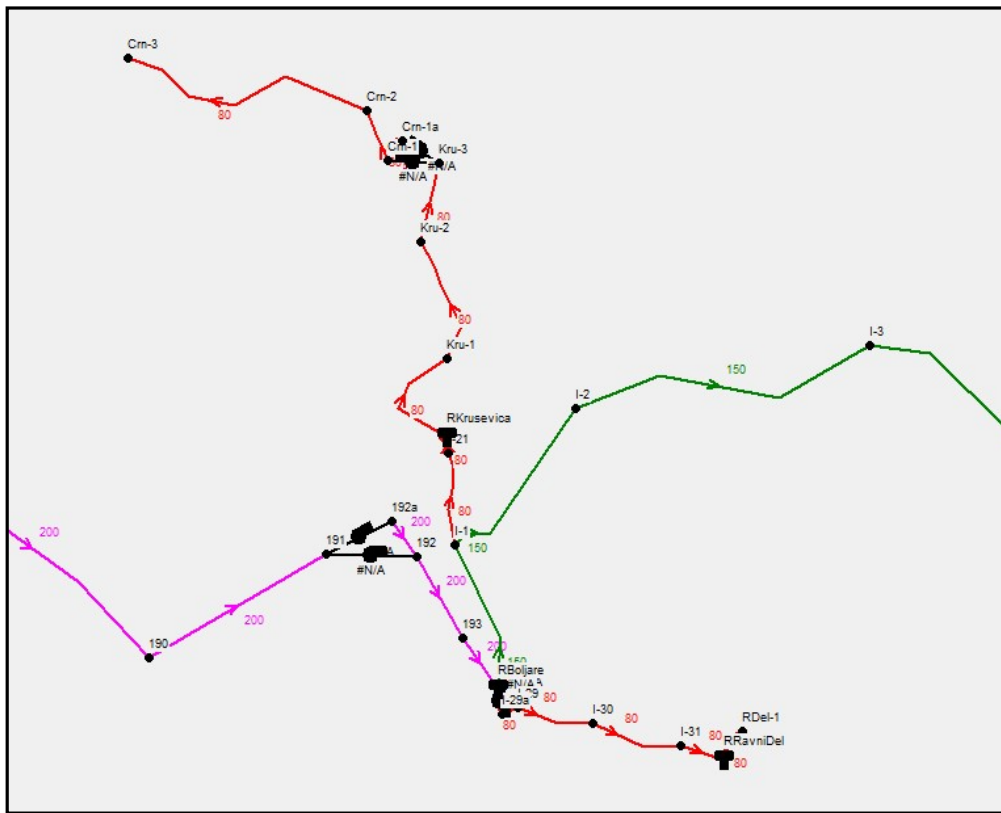 Crn-3
80
Crn-2
Crn-1a
Crn-1
Kru-3
#N/A
#N/A
80
Kru-2
80
Kru-1
I-3
150
I-2
80
RKrusevica
-21
80
80
192a
200
200
I-1
150
191
192
#N/A
200
200
190
193
200
150
RBoljare
#N/A
I-29a
80
80
I-30
80
I-31
RDel-1
80
RRavniDel
80